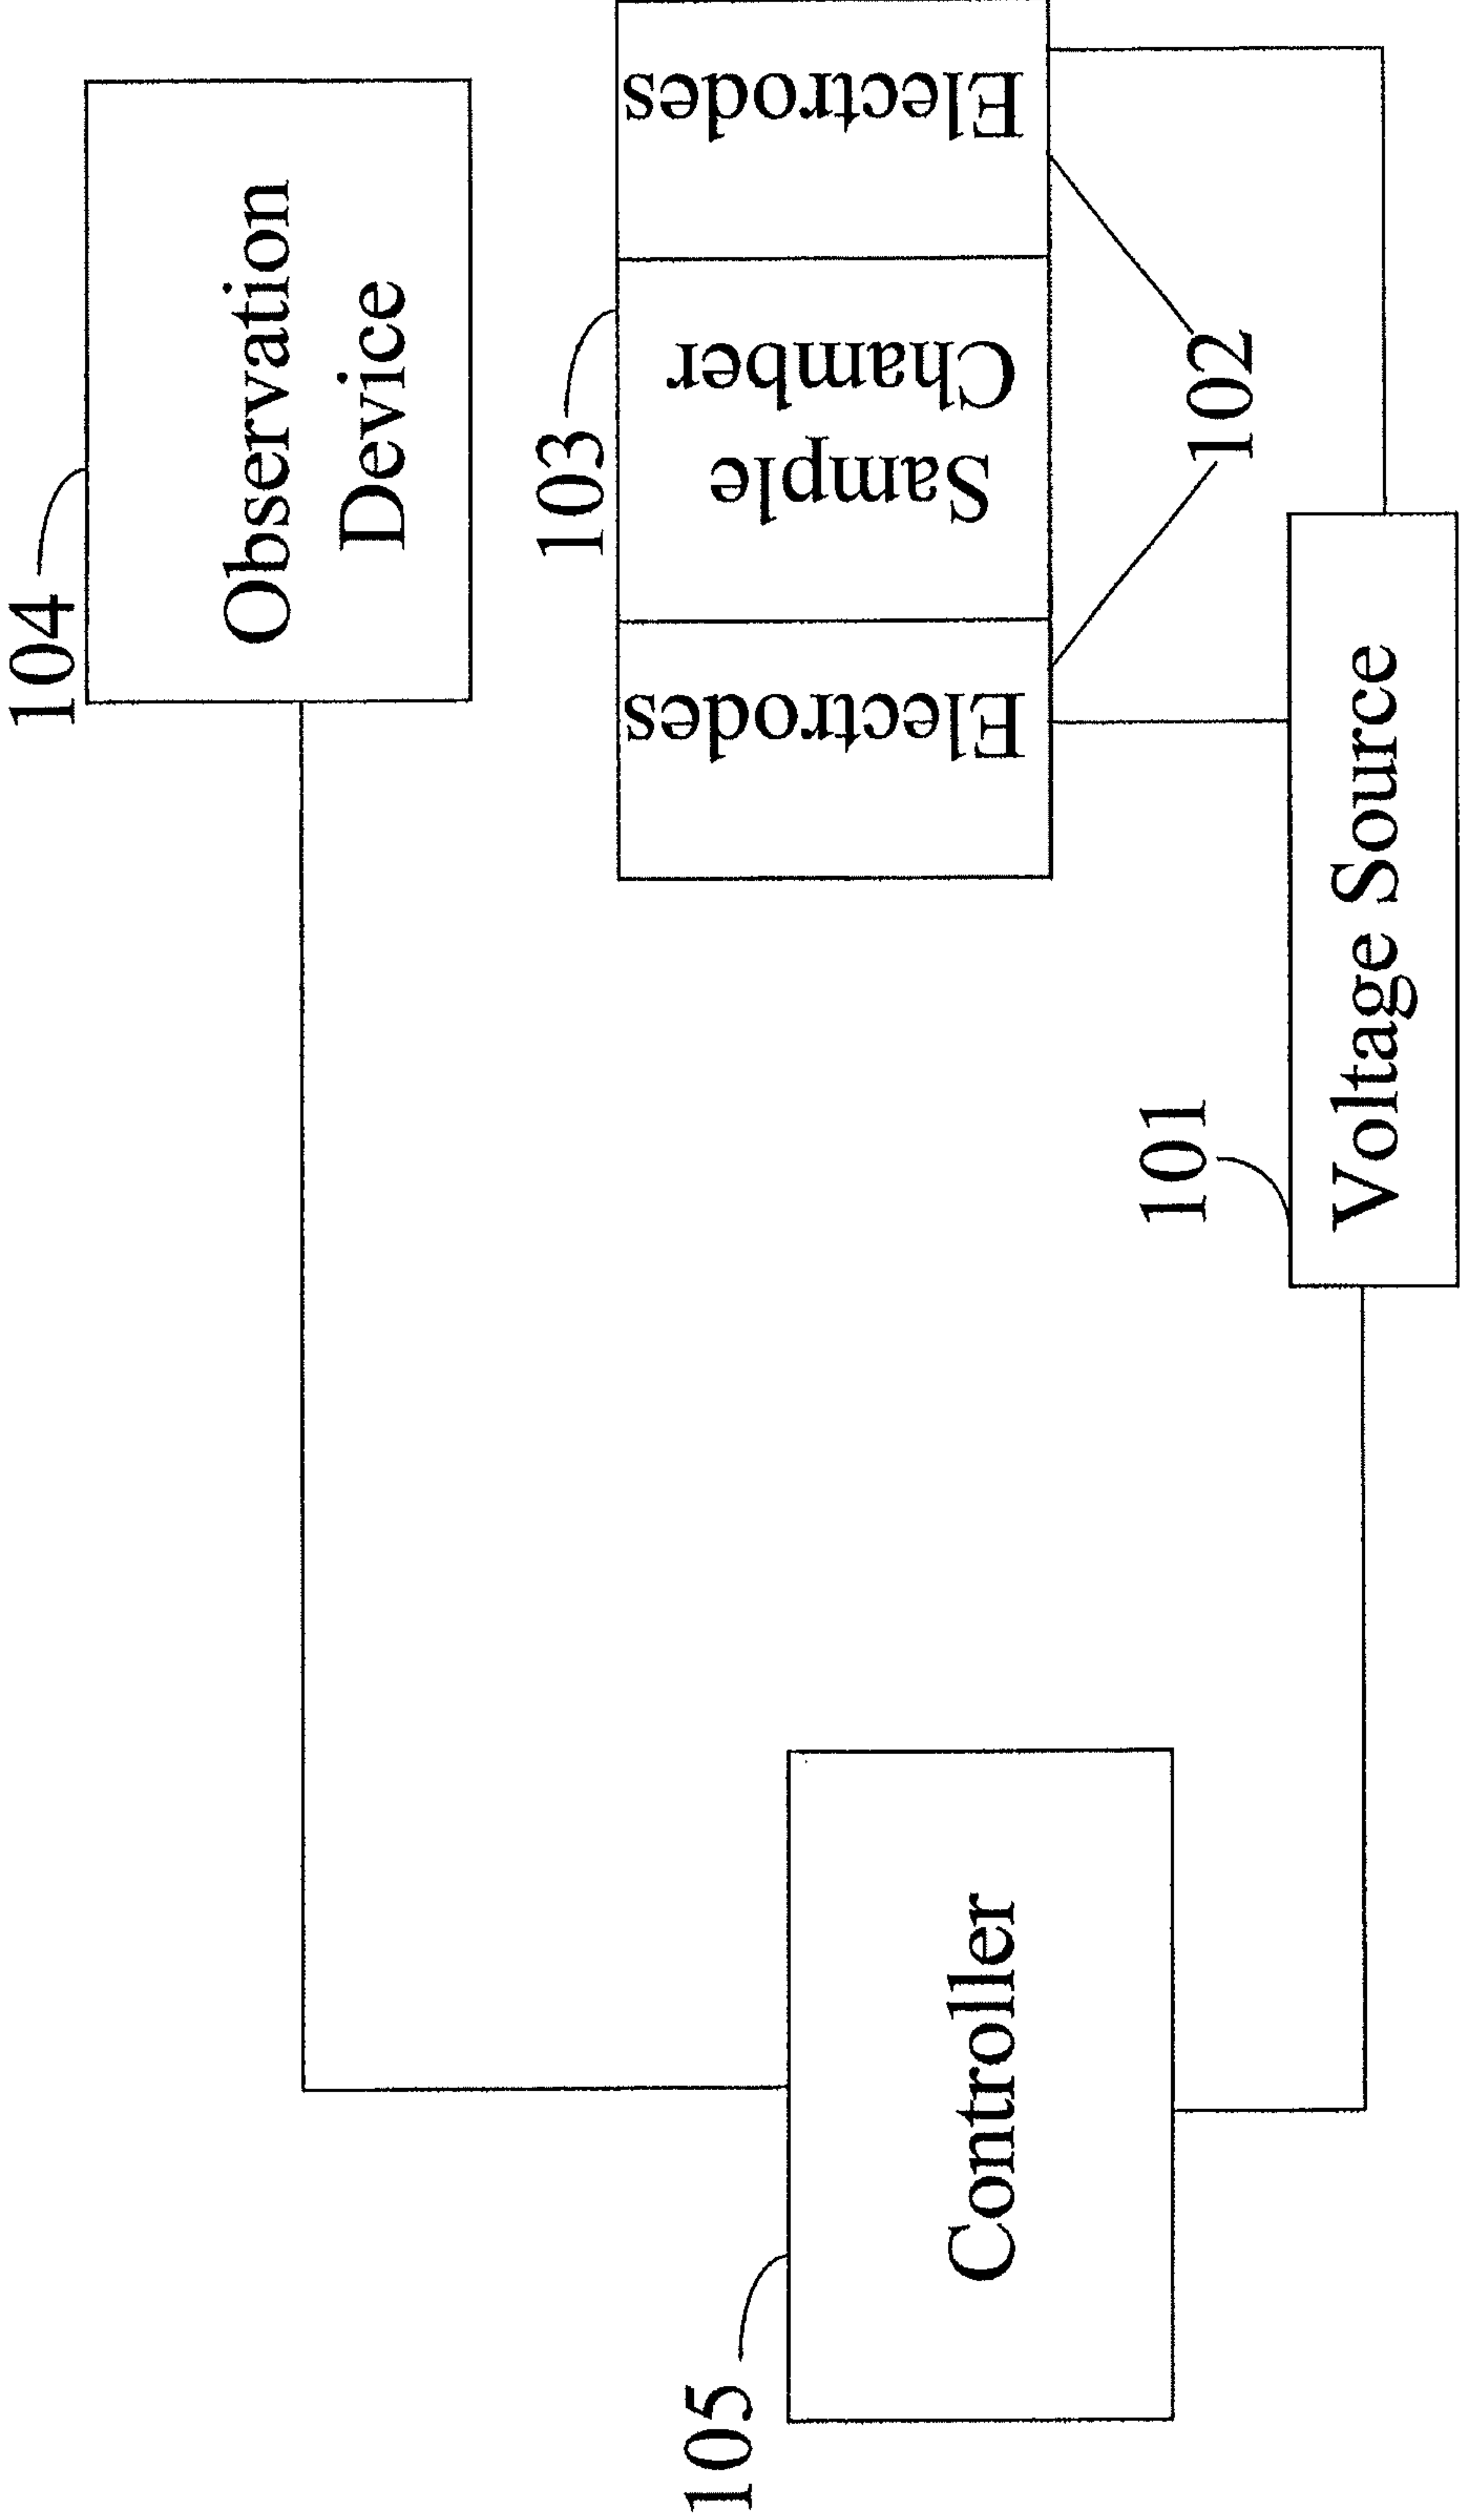 104
Observation
Device
103
Electrodes
Sample
Chamber
Electrodes
102
101
Voltage Source
105
Controller